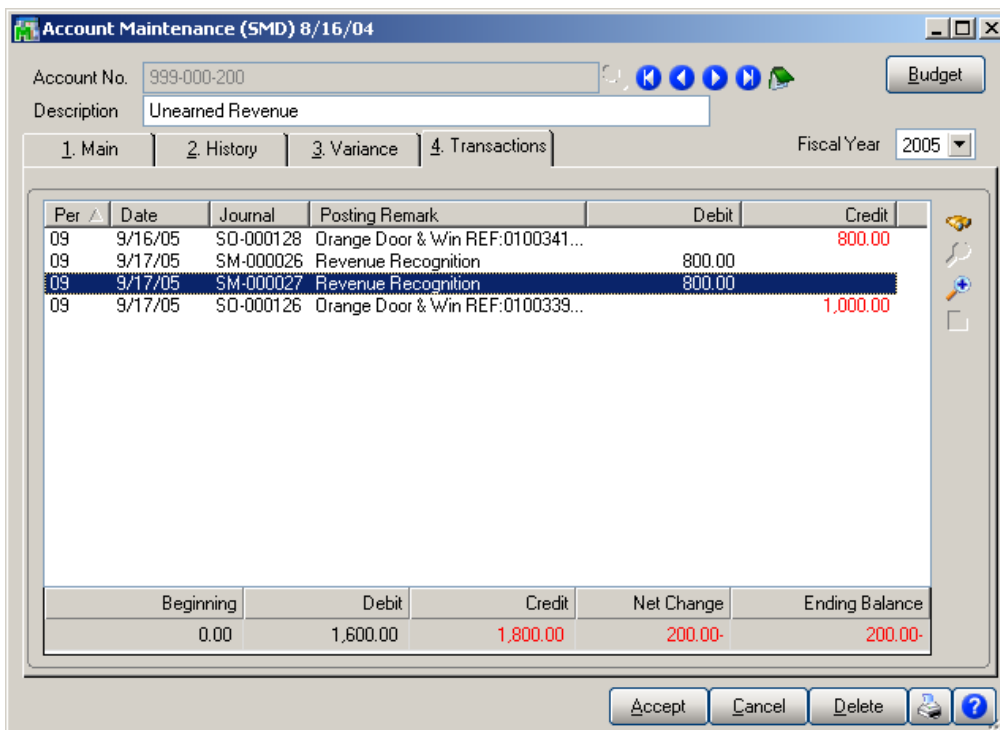 Account Maintenance (SMD) 8/16/04
Account No. 999-000-200 Budget
Description Unearned Revenue
1. Main 2. History 3. Variance 4. Transactions Fiscal Year 2005
Per Date Journal Posting Remark Debit Credit
09 9/16/05 SO-000128 Orange Door & Win REF:0100341... 800.00
09 9/17/05 SM-000026 Revenue Recognition 800.00
09 9/17/05 SM-000027 Revenue Recognition 800.00
09 9/17/05 SO-000126 Orange Door & Win REF:0100339... 1,000.00
Beginning Debit Credit Net Change Ending Balance
0.00 1,600.00 1,800.00 200.00- 200.00-
Accept Cancel Delete